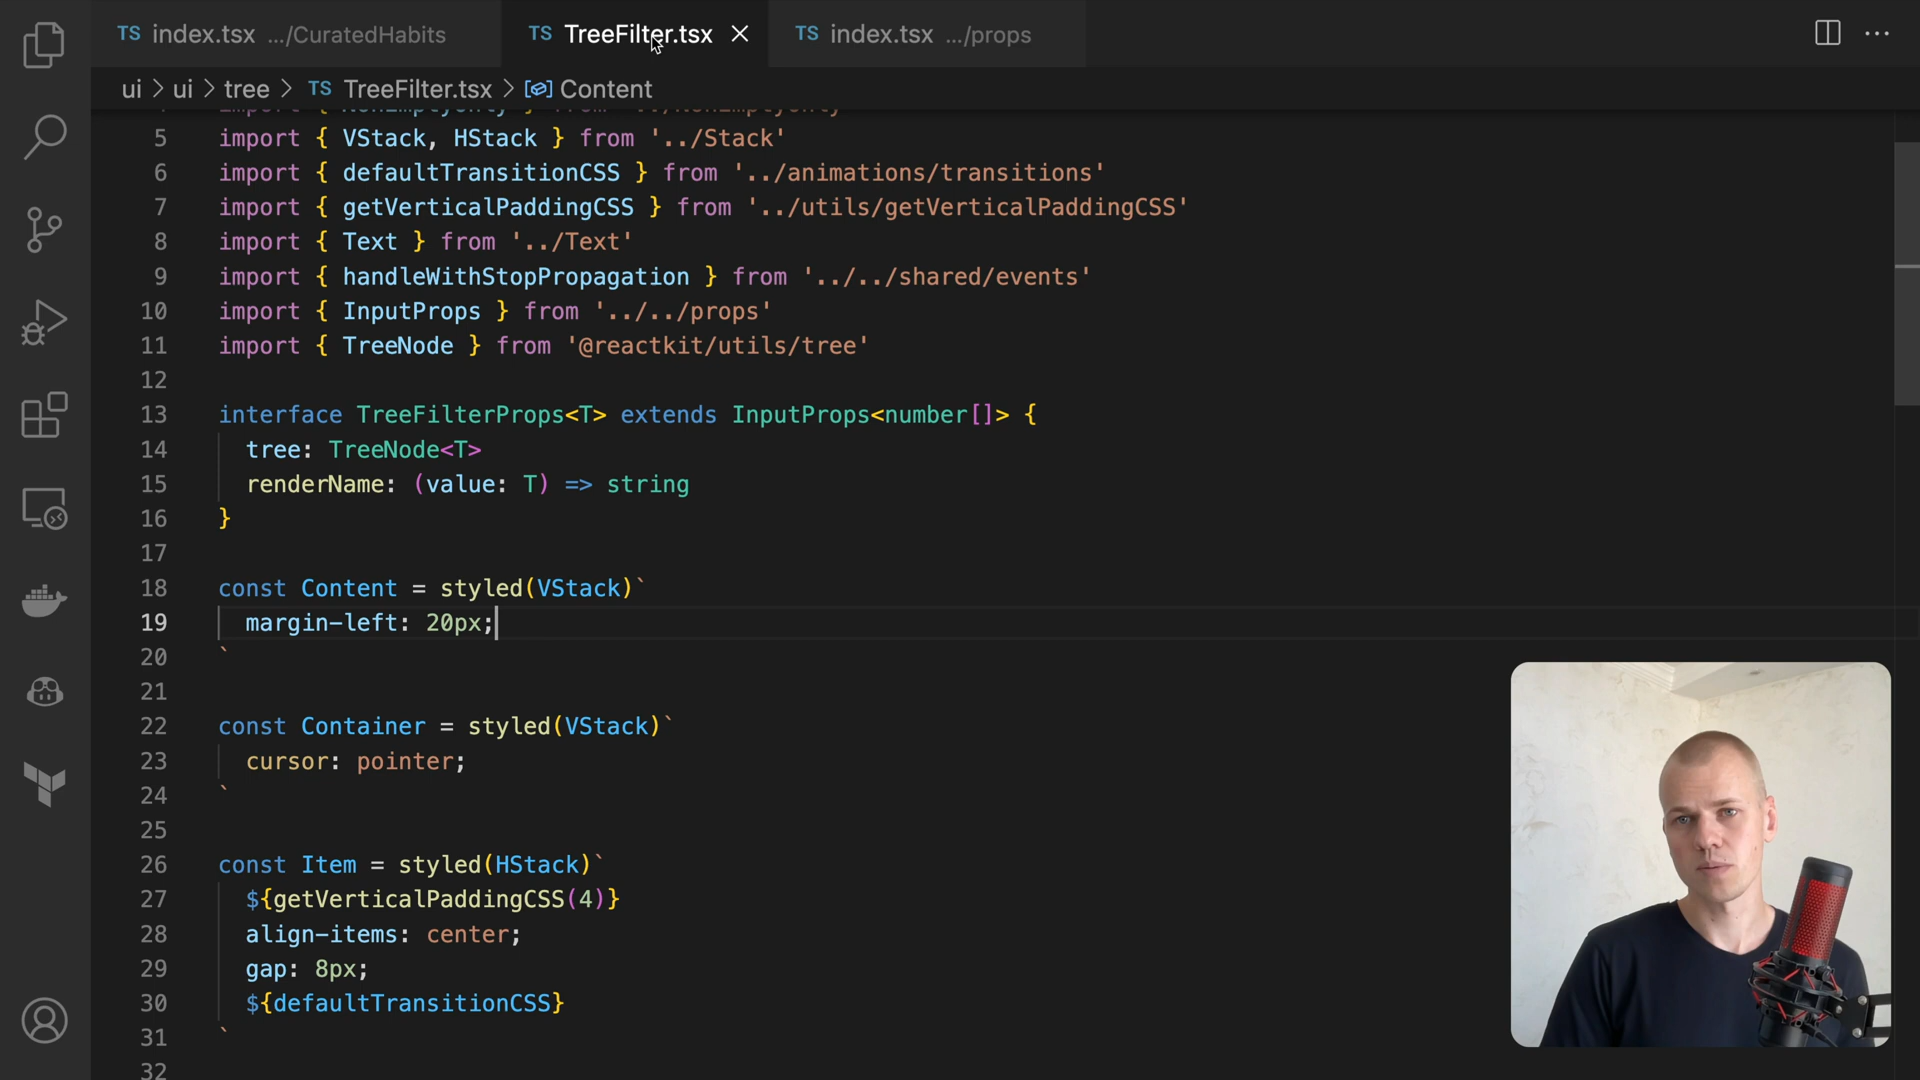 TS index.tsx .../CuratedHabits TS TreeFilter.tsx TS index.tsx .../props
ui > ui > tree > TS TreeFilter.tsx > Content
5 import { VStack, HStack } from '../Stack'
6 import { defaultTransitionCSS } from '../animations/transitions'
7 import { getVerticalPaddingCSS } from '../utils/getVerticalPaddingCSS'
8 import { Text } from '../Text'
9 import { handleWithStopPropagation } from '../../shared/events'
10 import { InputProps } from '../../props'
11 import { TreeNode } from '@reactkit/utils/tree'
12
13 interface TreeFilterProps<T> extends InputProps<number[]> {
14 tree: TreeNode<T>
15 renderName: (value: T) => string
16 }
17
18 const Content = styled(VStack)`
19 margin-left: 20px;
20 `
21
22 const Container = styled(VStack)`
23 cursor: pointer;
24 `
25
26 const Item = styled(HStack)`
27 ${getVerticalPaddingCSS(4)}
28 align-items: center;
29 gap: 8px;
30 ${defaultTransitionCSS}
31 `
32